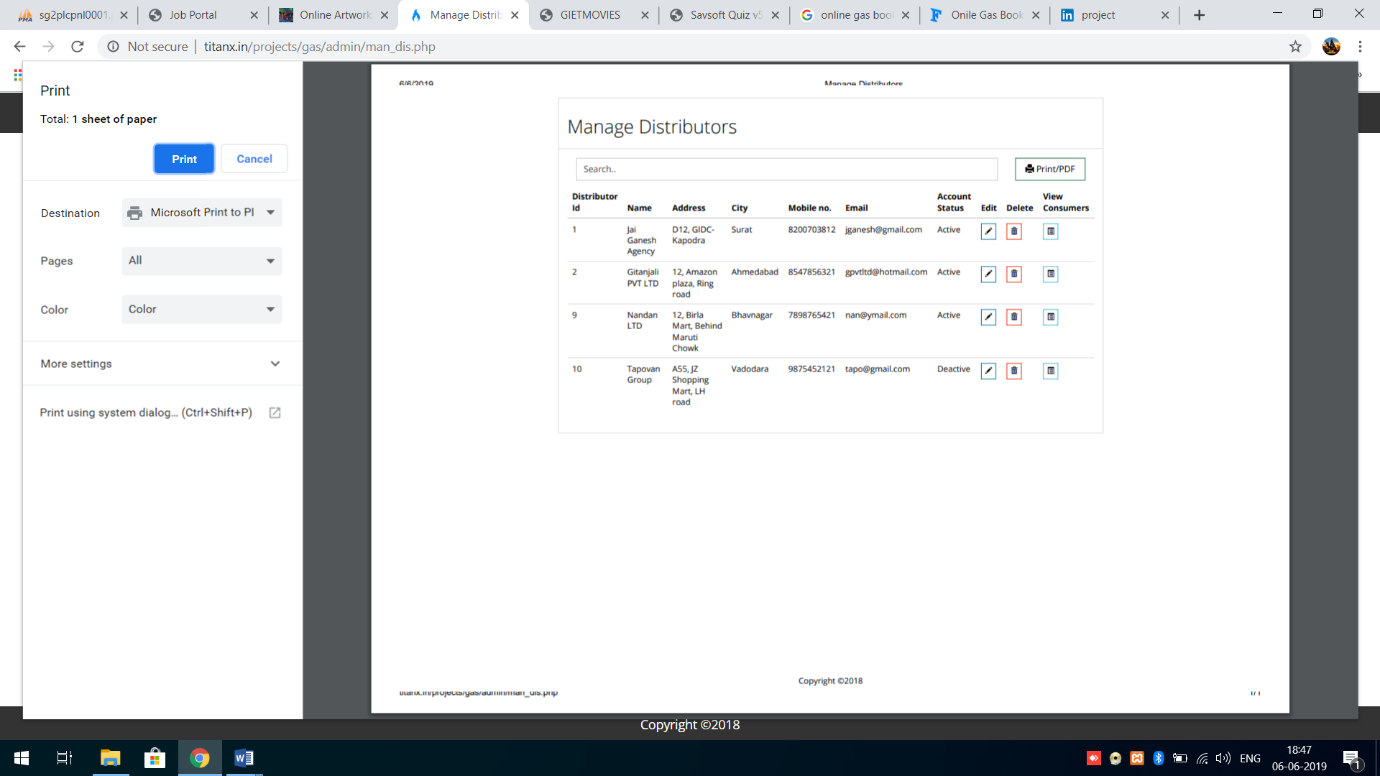 sg2plcpnl0001.
Job Portal
Online Artwork
Manage Distrib
GIETMOVIES
Savsoft Quiz v5
online gas boo
Onile Gas Book
project
Not secure | titanx.in/projects/gas/admin/man_dis.php
Print
Total: 1 sheet of paper
Print Cancel
Destination Microsoft Print to PI
Pages All
Color Color
More settings
Print using system dialog... (Ctrl+Shift+P)
6/6/2019 Manage Distributors
Manage Distributors
Search.. Print/PDF
Distributor Id Name Address City Mobile no. Email Account Status Edit Delete View Consumers
1 Jai Ganesh Agency D12, GIDC-Kapodra Surat 8200703812 jganesh@gmail.com Active
2 Gitanjali PVT LTD 12, Amazon plaza, Ring road Ahmedabad 8547856321 gpvtltd@hotmail.com Active
9 Nandan LTD 12, Birla Mart, Behind Maruti Chowk Bhavnagar 7898765421 nan@ymail.com Active
10 Tapovan Group A55, JZ Shopping Mart, LH road Vadodara 9875452121 tapo@gmail.com Deactive
Copyright ©2018
titanx.in/projects/gas/admin/man_dis.php 1/1
Copyright ©2018
ENG
18:47
06-06-2019
1